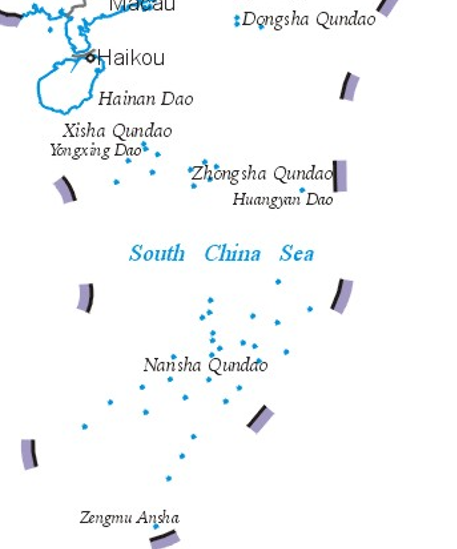 Macau
Dongsha Qundao
Haikou
Hainan Dao
Xisha Qundao
Yongxing Dao
Zhongsha Qundao
Huangyan Dao
South China Sea
Nansha Qundao
Zengmu Ansha